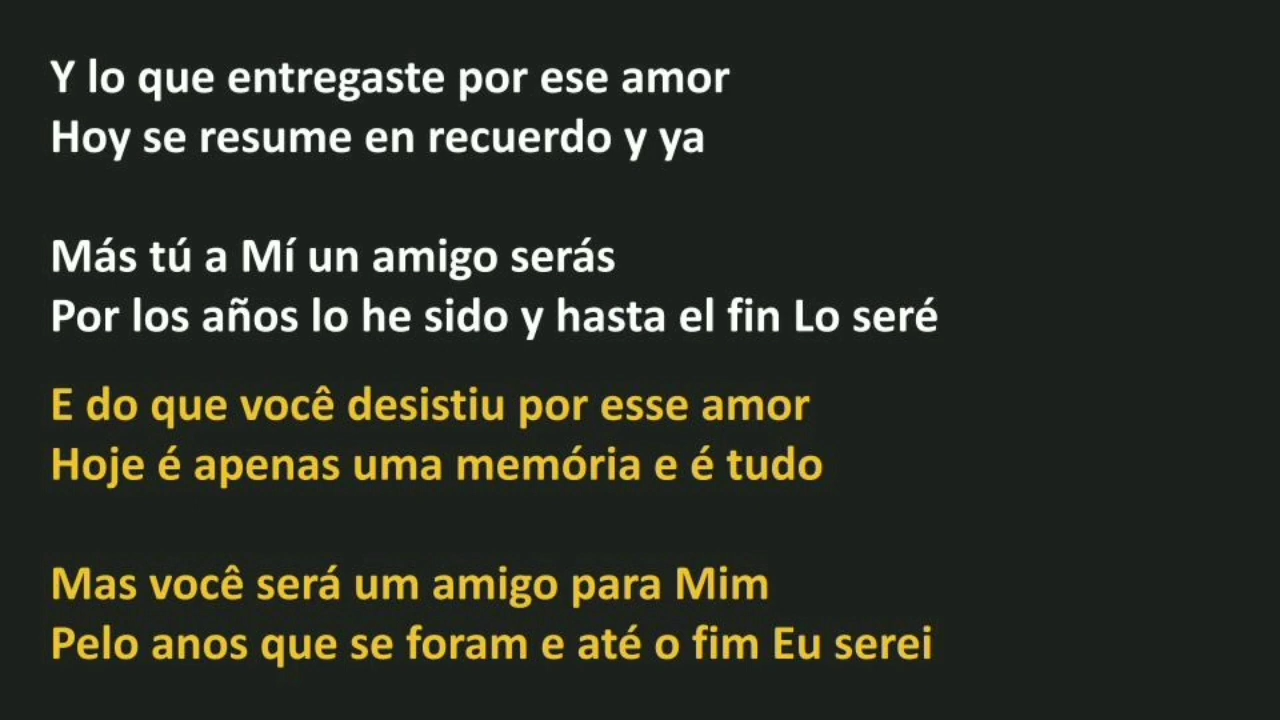 Y lo que entregaste por ese amor
Hoy se resume en recuerdo y ya
Más tú a Mí un amigo serás
Por los años lo he sido y hasta el fin Lo seré
E do que você desistiu por esse amor
Hoje é apenas uma memória e é tudo
Mas você será um amigo para Mim
Pelo anos que se foram e até o fim Eu serei